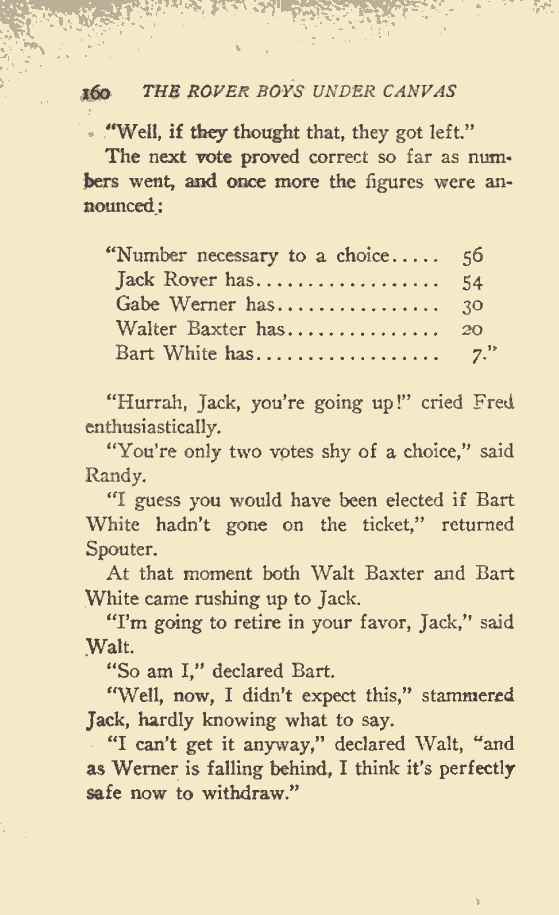 160 THE ROVER BOYS UNDER CANVAS
“Well, if they thought that, they got left.”
The next vote proved correct so far as num-
bers went, and once more the figures were an-
nounced:
“Number necessary to a choice..... 56
Jack Rover has.................. 54
Gabe Werner has................ 30
Walter Baxter has............... 20
Bart White has.................. 7.”
“Hurrah, Jack, you’re going up!” cried Fred
enthusiastically.
“You’re only two votes shy of a choice,” said
Randy.
“I guess you would have been elected if Bart
White hadn’t gone on the ticket,” returned
Spouter.
At that moment both Walt Baxter and Bart
White came rushing up to Jack.
“I’m going to retire in your favor, Jack,” said
Walt.
“So am I,” declared Bart.
“Well, now, I didn’t expect this,” stammered
Jack, hardly knowing what to say.
“I can’t get it anyway,” declared Walt, “and
as Werner is falling behind, I think it’s perfectly
safe now to withdraw.”